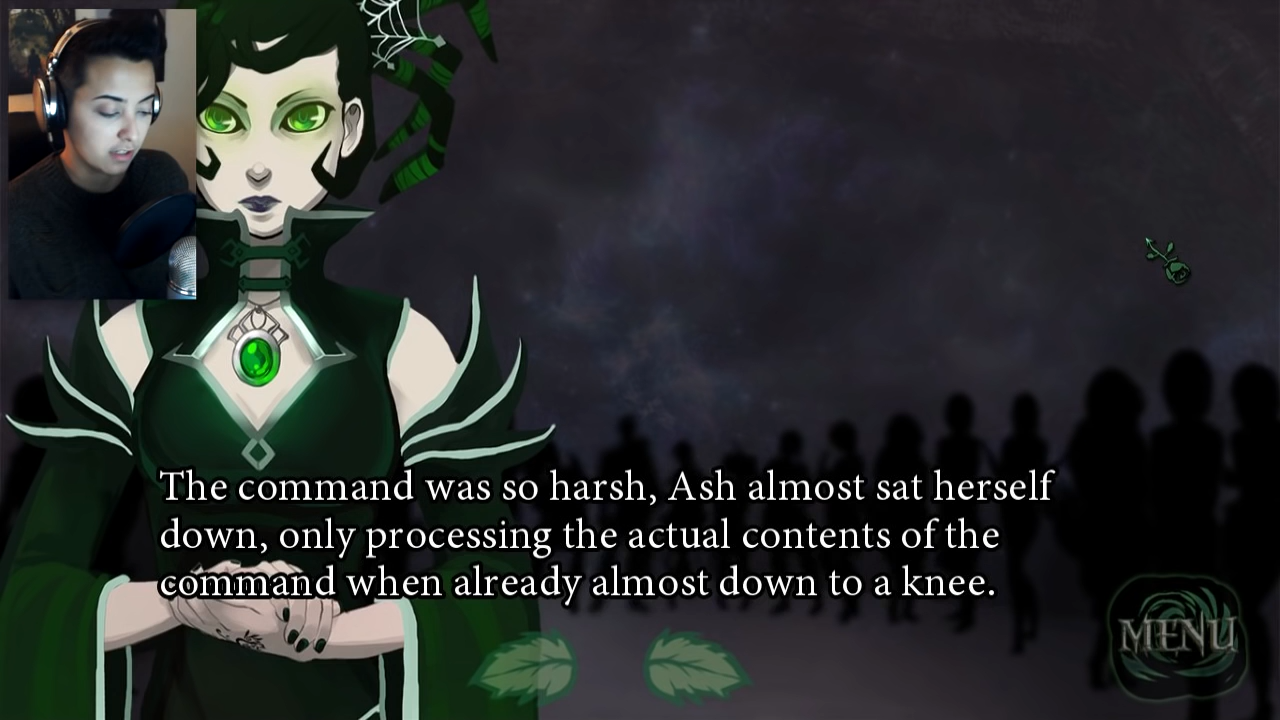 The command was so harsh, Ash almost sat herself
down, only processing the actual contents of the
command when already almost down to a knee.
MENU